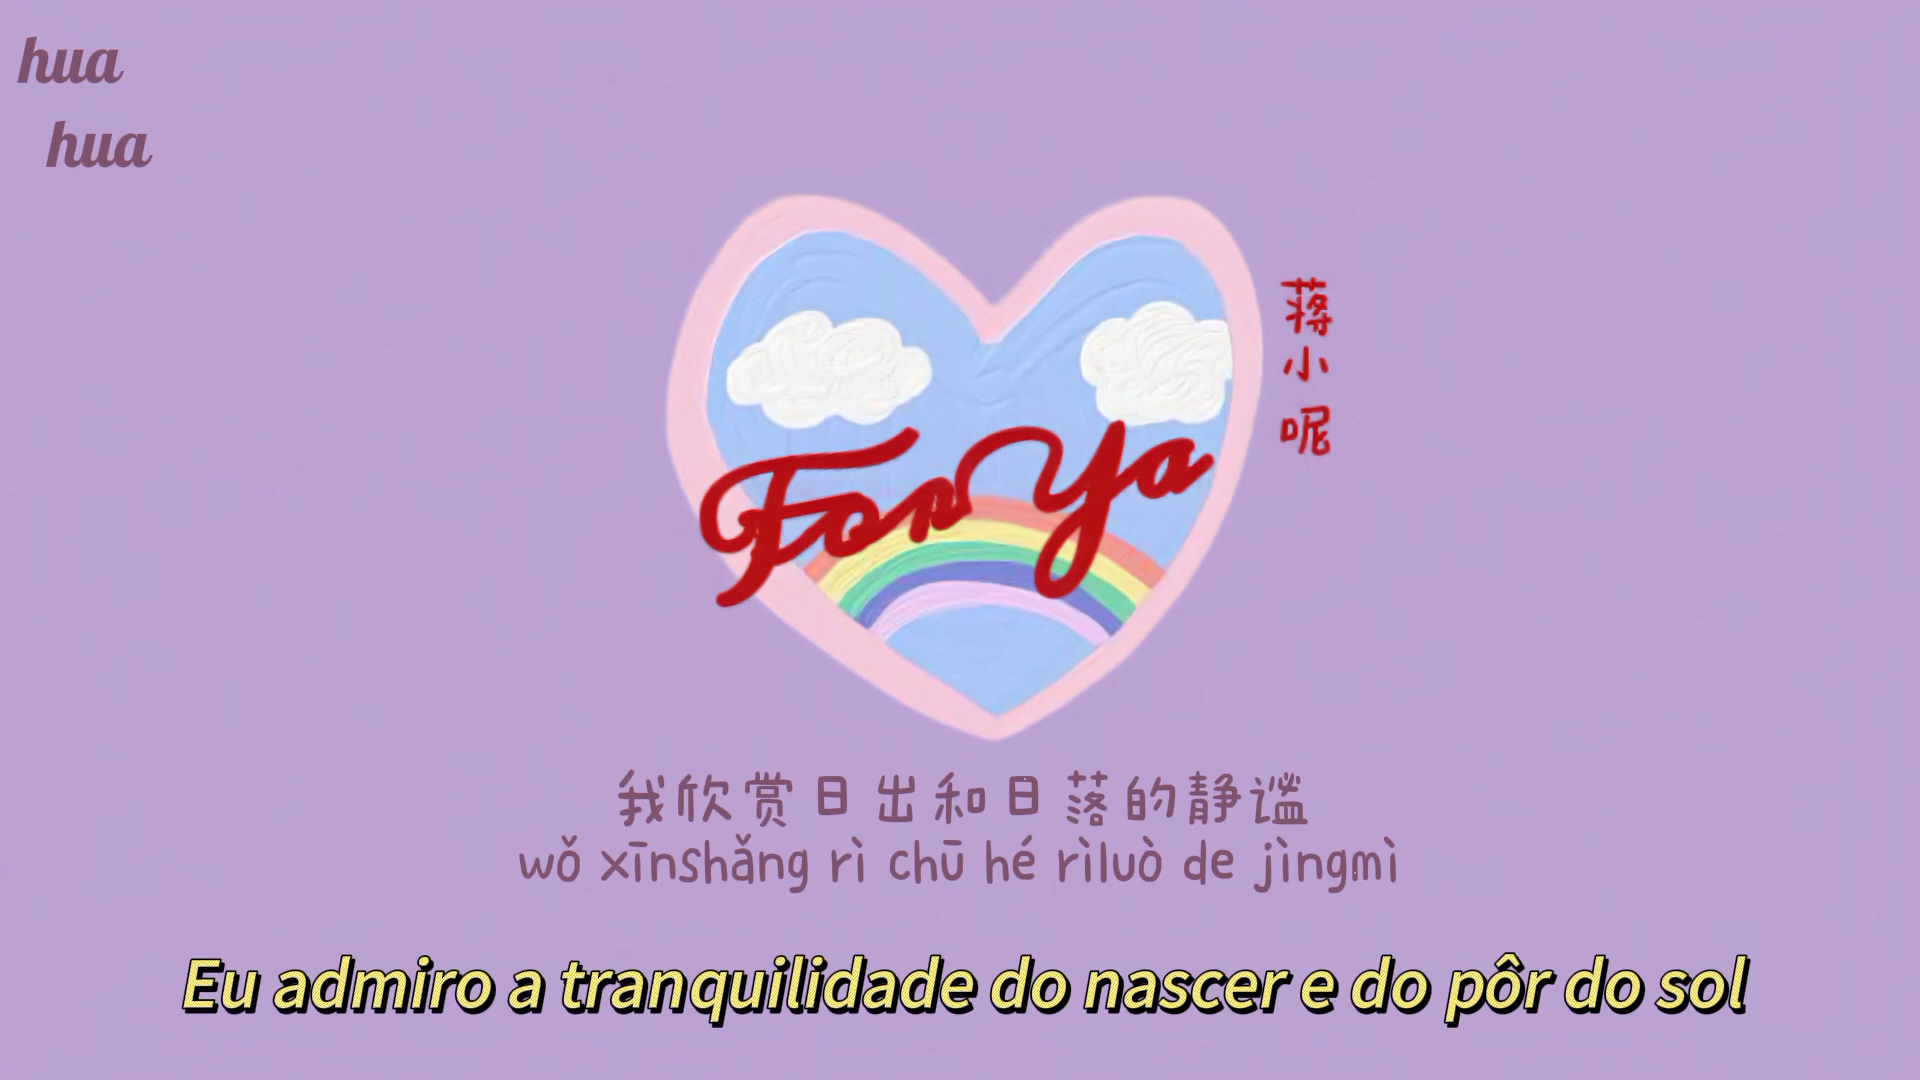 hua
hua
蒋小呢
For Ya
我欣赏日出和日落的静谧
wǒ xīnshǎng rì chū hé rìluò de jìngmì
Eu admiro a tranquilidade do nascer e do pôr do sol